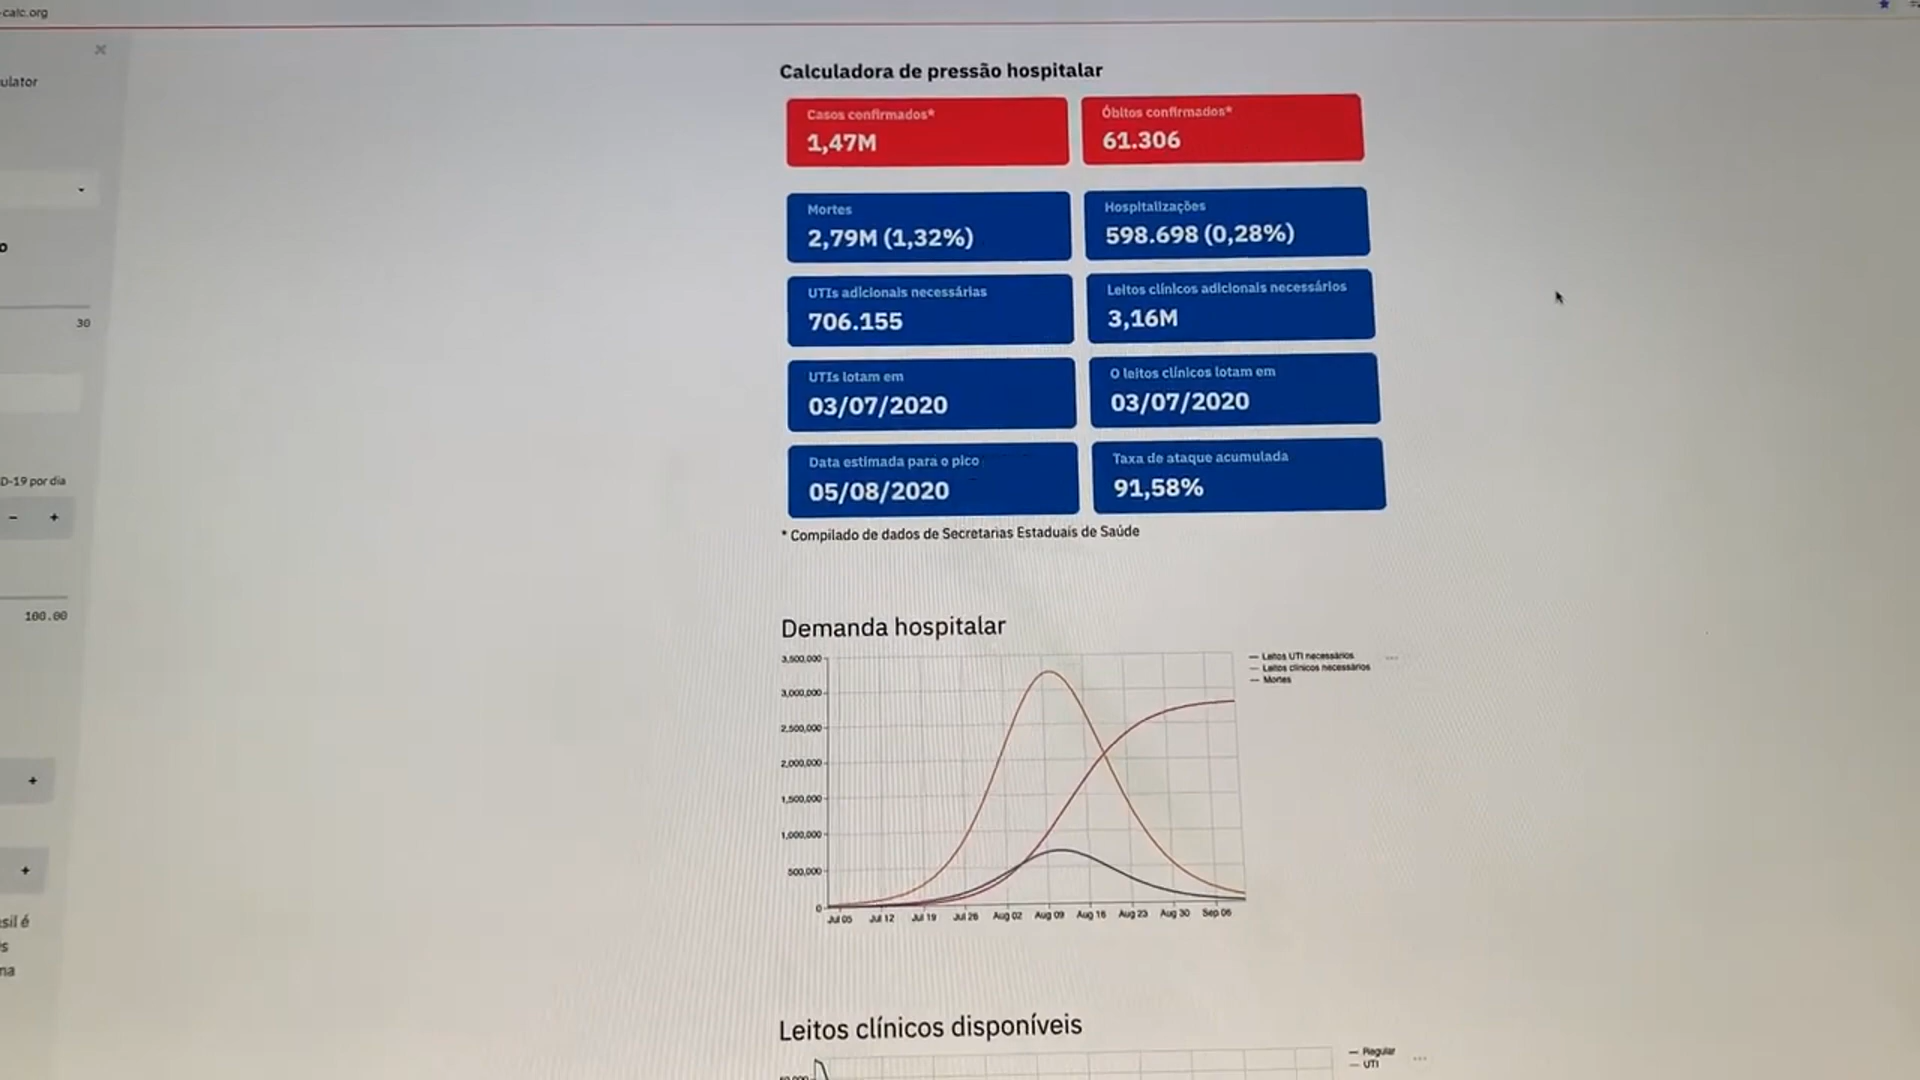 -calc.org
ulator
30
D-19 por dia
− +
100.00
+
+
sil é
s
na
Calculadora de pressão hospitalar
Casos confirmados*
1,47M
Óbitos confirmados*
61.306
Mortes
2,79M (1,32%)
Hospitalizações
598.698 (0,28%)
UTIs adicionais necessárias
706.155
Leitos clínicos adicionais necessários
3,16M
UTIs lotam em
03/07/2020
O leitos clínicos lotam em
03/07/2020
Data estimada para o pico
05/08/2020
Taxa de ataque acumulada
91,58%
* Compilado de dados de Secretarias Estaduais de Saúde
Demanda hospitalar
3,500,000
3,000,000
2,500,000
2,000,000
1,500,000
1,000,000
500,000
0
Jul 05 Jul 12 Jul 19 Jul 26 Aug 02 Aug 09 Aug 16 Aug 23 Aug 30 Sep 06
Leitos UTI necessários
Leitos clínicos necessários
Mortes
Leitos clínicos disponíveis
Regular
UTI